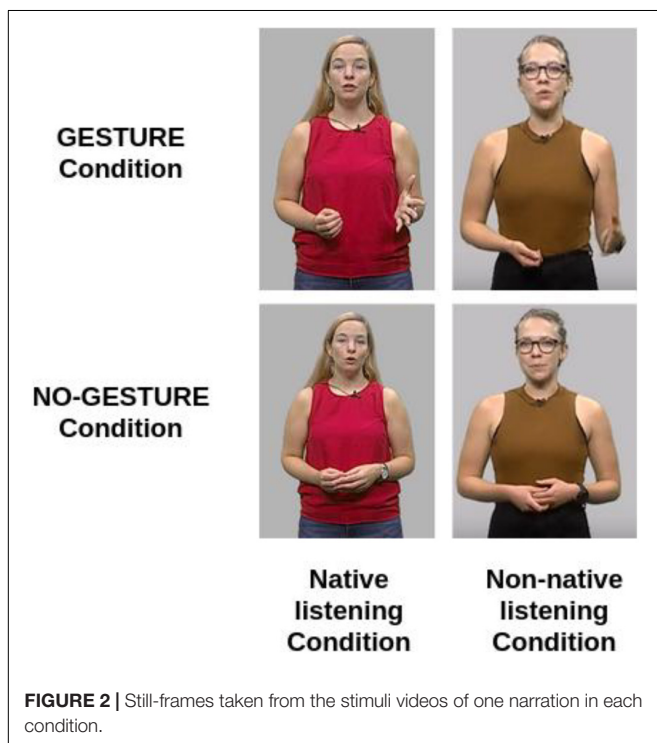 GESTURE
Condition
NO-GESTURE
Condition
Native
listening
Condition
Non-native
listening
Condition
FIGURE 2 | Still-frames taken from the stimuli videos of one narration in each
condition.